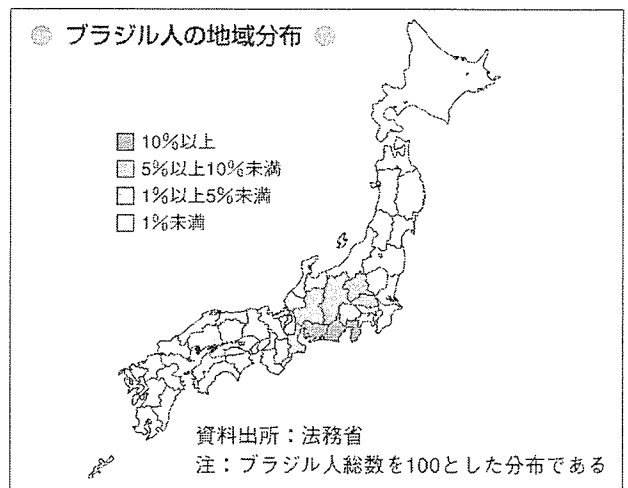 ブラジル人の地域分布
10%以上
5%以上10%未満
1%以上5%未満
1%未満
資料出所：法務省
注：ブラジル人総数を100とした分布である